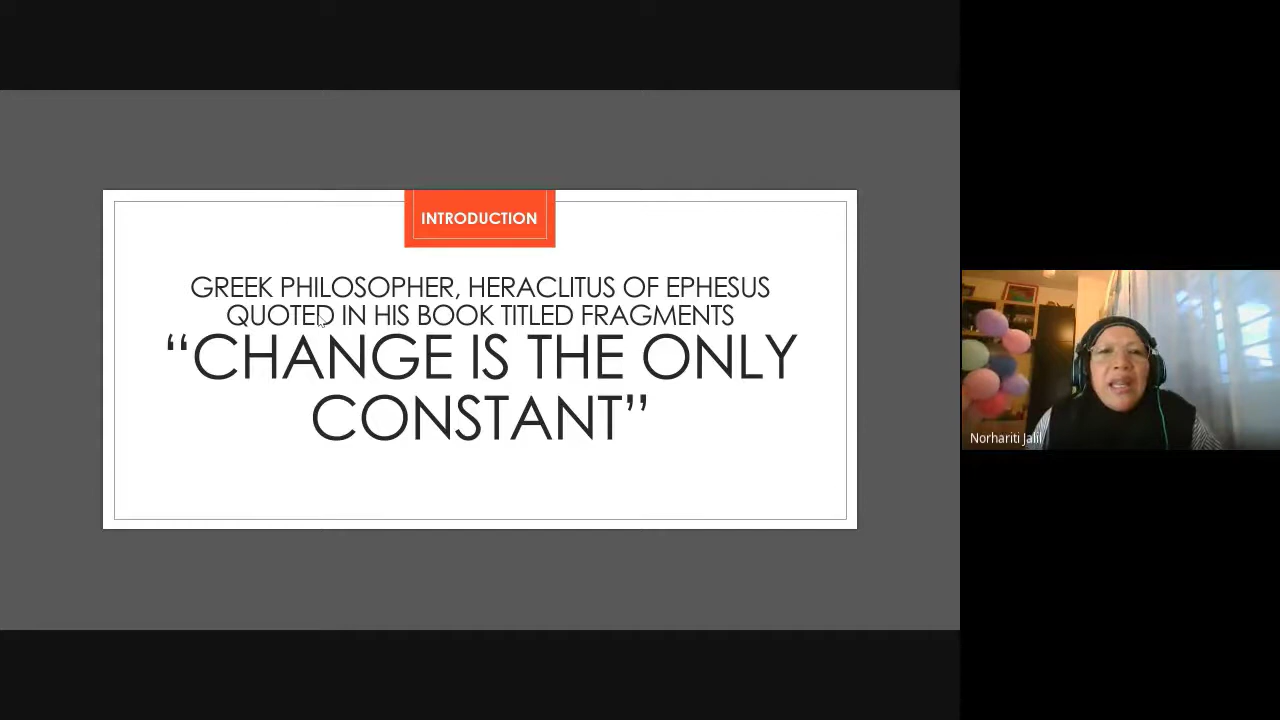 INTRODUCTION
GREEK PHILOSOPHER, HERACLITUS OF EPHESUS
QUOTED IN HIS BOOK TITLED FRAGMENTS
“CHANGE IS THE ONLY
CONSTANT”
Norhariti Jalil